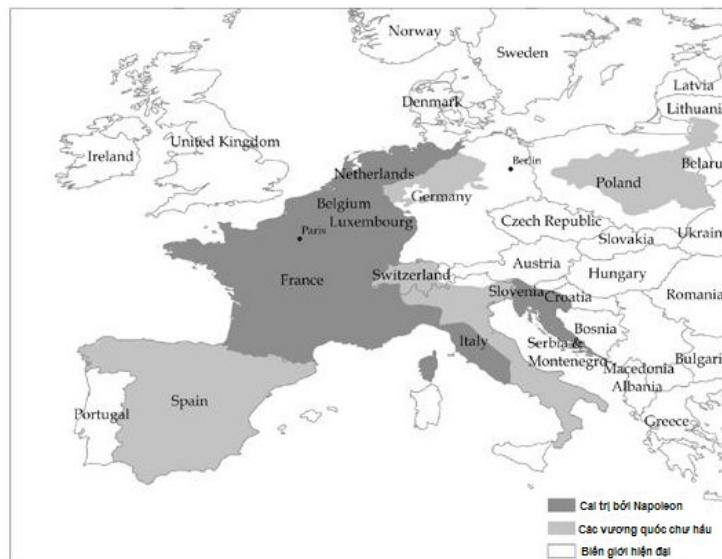 Norway
Sweden
Latvia
Lithuani
Denmark
United Kingdom
Ireland
Netherlands
Berlin
Belaru
Poland
Germany
Belgium
Luxembourg
Paris
Czech Republic
Ukrain
Slovakia
Austria
Switzerland
Hungary
France
Slovenia
Croatia
Romania
Bosnia
Italy
Serbia &
Montenegro
Bulgari
Macedonia
Albania
Portugal
Spain
Greece
Cai trị bởi Napoleon
Các vương quốc chư hầu
Biên giới hiện đại